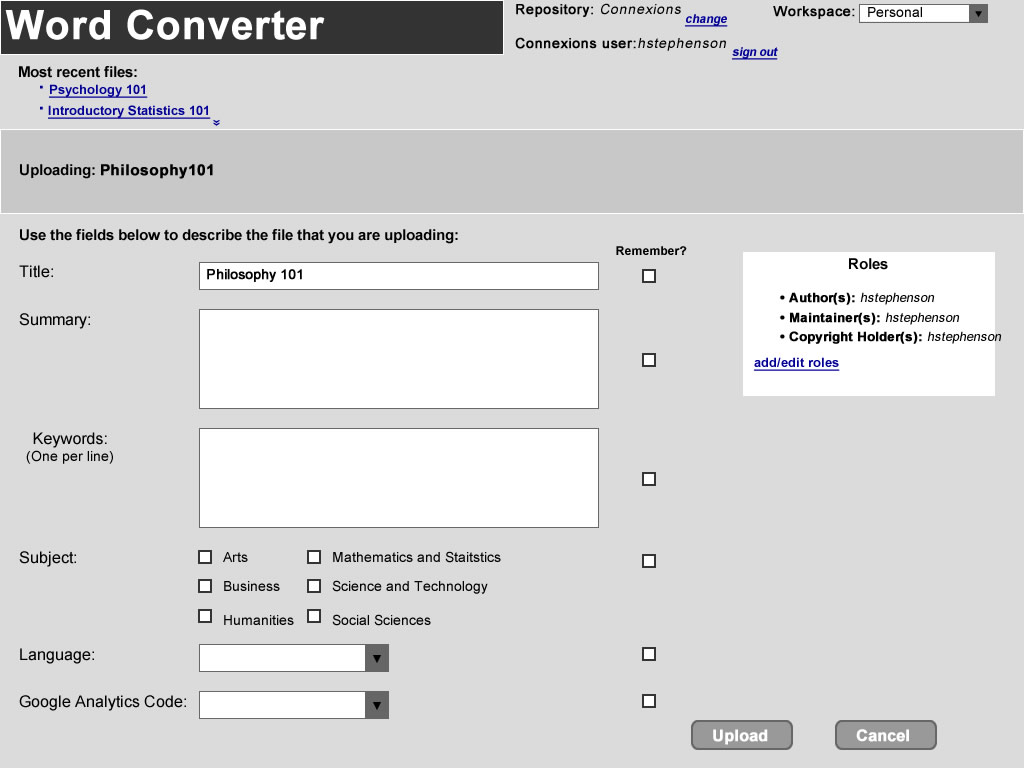 Word Converter
Repository: Connexions change
Workspace: Personal
Connexions user:hstephenson sign out
Most recent files:
Psychology 101
Introductory Statistics 101
Uploading: Philosophy101
Use the fields below to describe the file that you are uploading:
Remember?
Title: Philosophy 101
Summary:
Keywords:
(One per line)
Subject:
Arts Mathematics and Staitstics
Business Science and Technology
Humanities Social Sciences
Language:
Google Analytics Code:
Roles
• Author(s): hstephenson
• Maintainer(s): hstephenson
• Copyright Holder(s): hstephenson
add/edit roles
Upload Cancel